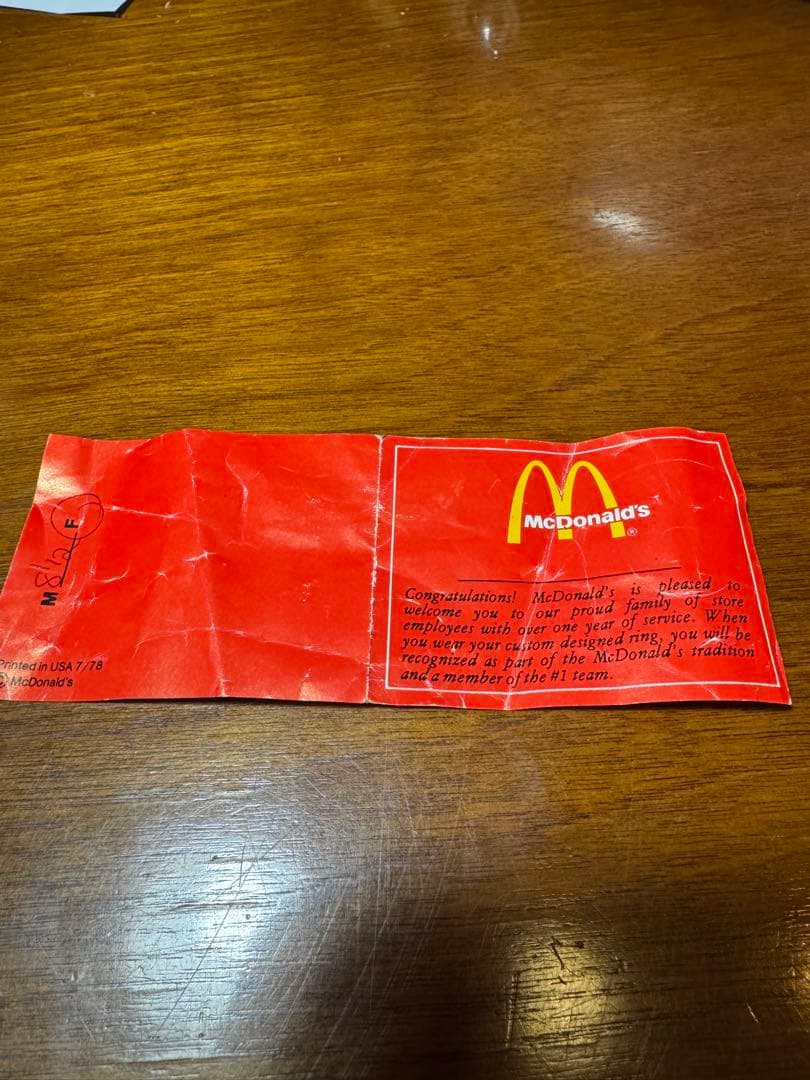 M 8½ F
Printed in USA 7/78
© McDonald's
McDonald's ®
Congratulations! McDonald's is pleased to
welcome you to our proud family of store
employees with over one year of service. When
you wear your custom designed ring, you will be
recognized as part of the McDonald's tradition
and a member of the #1 team.